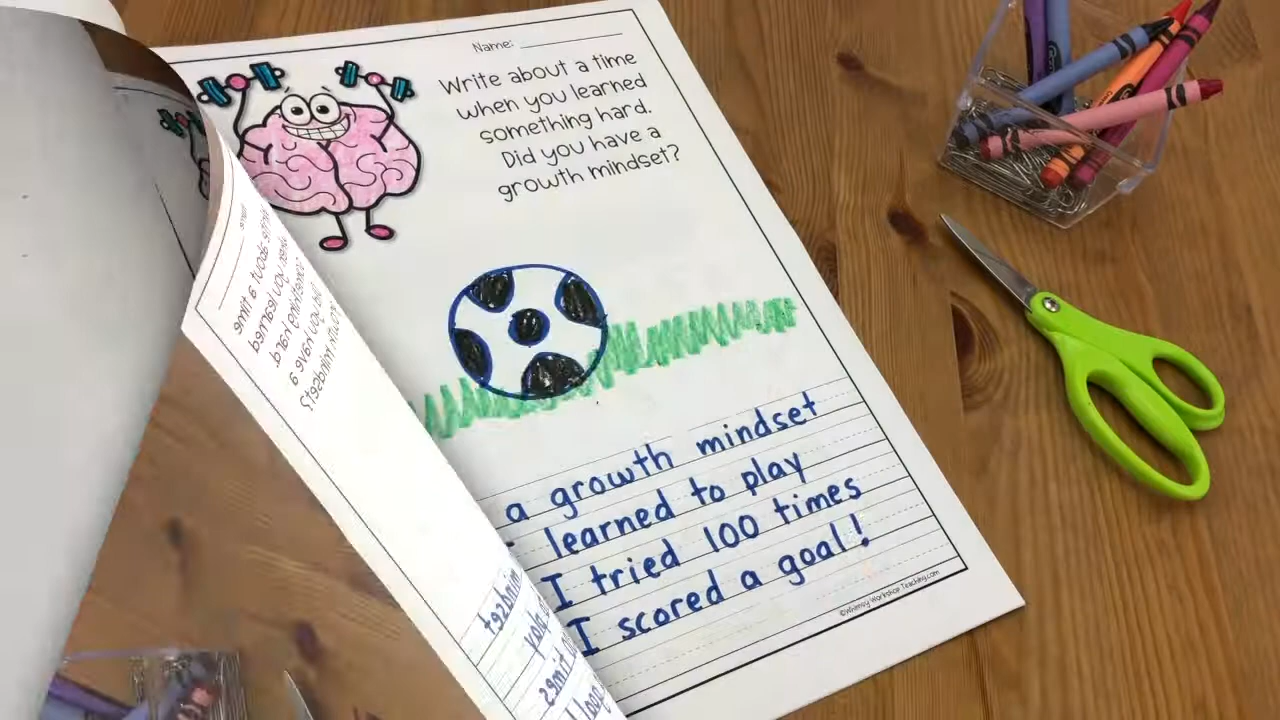 Name:
Write about a time
when you learned
something hard.
Did you have a
growth mindset?
a growth mindset
learned to play
I tried 100 times
I scored a goal!
©Whimsy Workshop Teaching.com